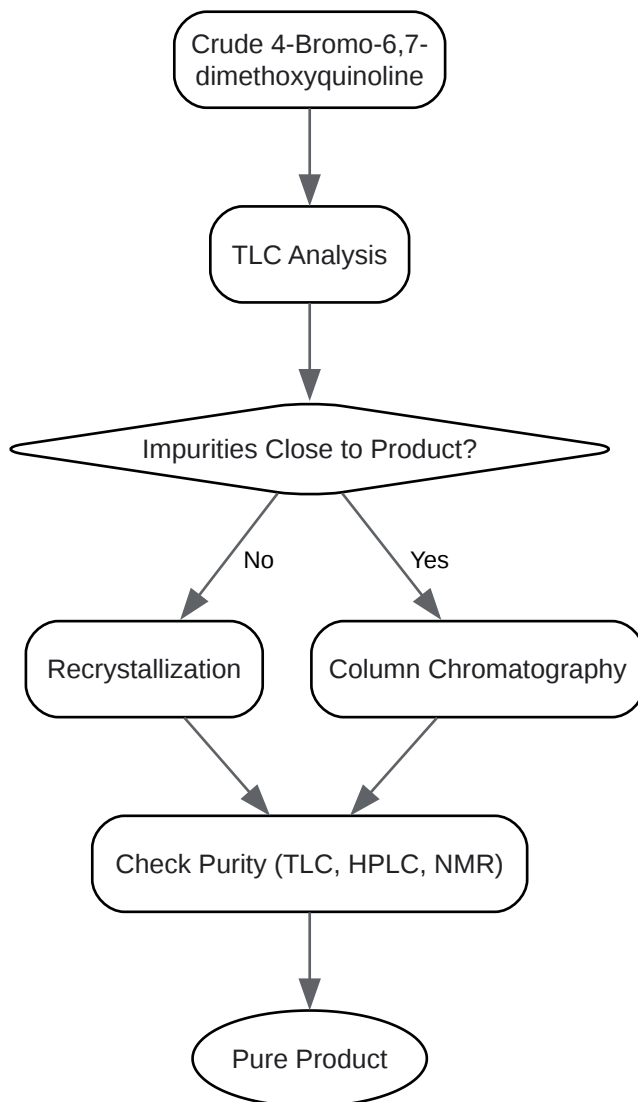 Crude 4-Bromo-6,7-
dimethoxyquinoline
TLC Analysis
Impurities Close to Product?
No
Yes
Recrystallization
Column Chromatography
Check Purity (TLC, HPLC, NMR)
Pure Product